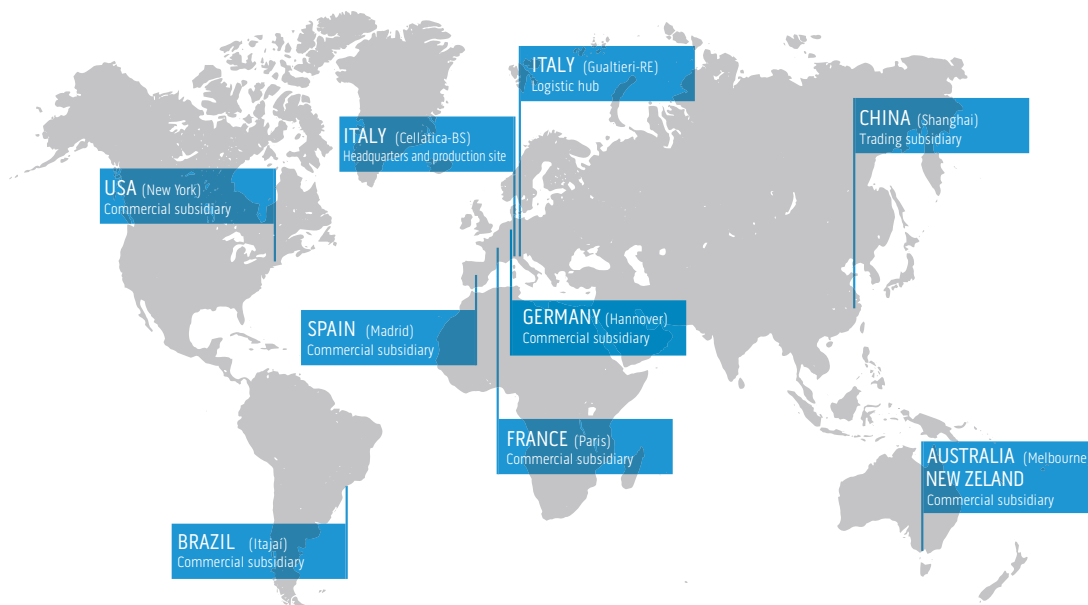 ITALY (Gualtieri-RE)
Logistic hub
ITALY (Cellatica-BS)
Headquarters and production site
CHINA (Shanghai)
Trading subsidiary
USA (New York)
Commercial subsidiary
SPAIN (Madrid)
Commercial subsidiary
GERMANY (Hannover)
Commercial subsidiary
FRANCE (Paris)
Commercial subsidiary
AUSTRALIA (Melbourne
NEW ZELAND
Commercial subsidiary
BRAZIL (Itajaí)
Commercial subsidiary